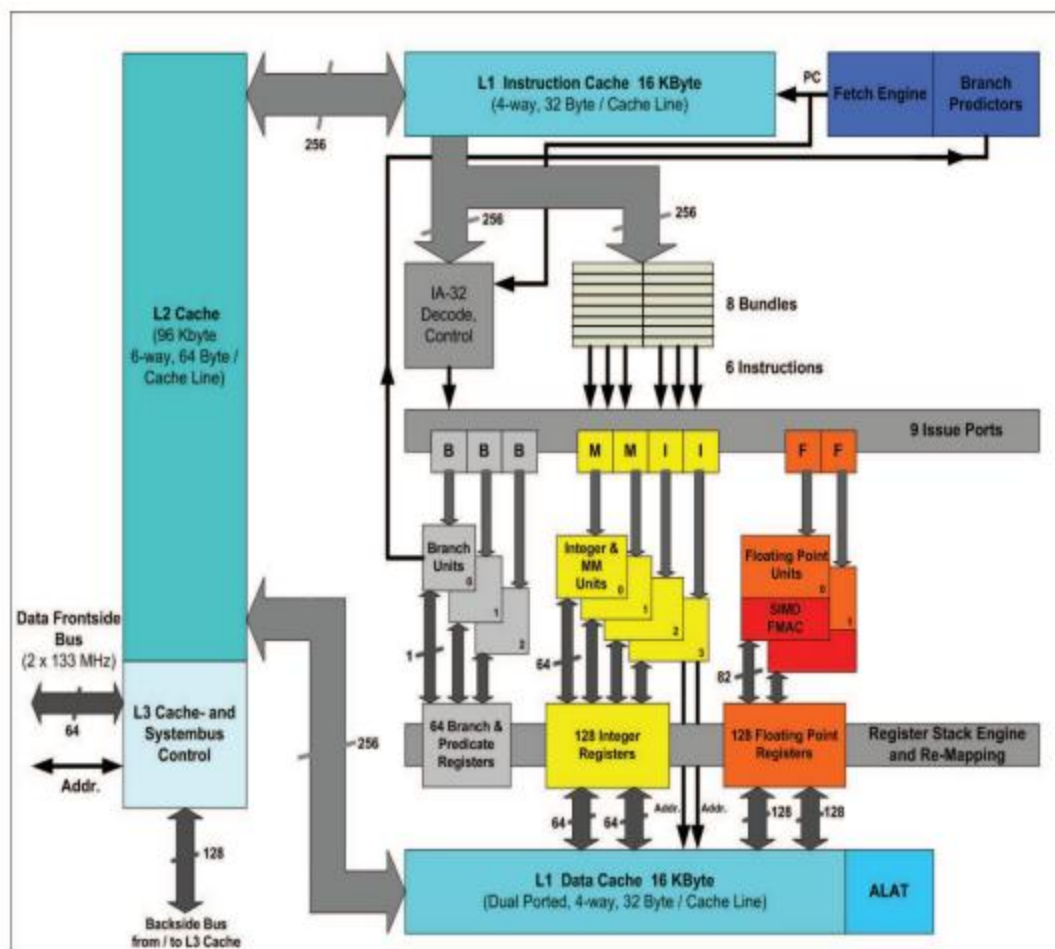 L1 Instruction Cache 16 KByte
(4-way, 32 Byte / Cache Line)
PC
Fetch Engine
Branch
Predictors
256
256
256
L2 Cache
(96 Kbyte
6-way, 64 Byte /
Cache Line)
IA-32
Decode,
Control
8 Bundles
6 Instructions
9 Issue Ports
B
B
B
M
M
I
I
F
F
Branch
Units
0
1
2
Integer &
MM
Units
0
1
2
3
Floating Point
Units
0
SIMD
FMAC
1
Data Frontside
Bus
(2 x 133 MHz)
64
Addr.
L3 Cache- and
Systembus
Control
128
Backside Bus
from / to L3 Cache
256
1
64
82
64 Branch &
Predicate
Registers
128 Integer
Registers
128 Floating Point
Registers
Register Stack Engine
and Re-Mapping
64
64
Addr.
Addr.
128
128
L1 Data Cache 16 KByte
(Dual Ported, 4-way, 32 Byte / Cache Line)
ALAT